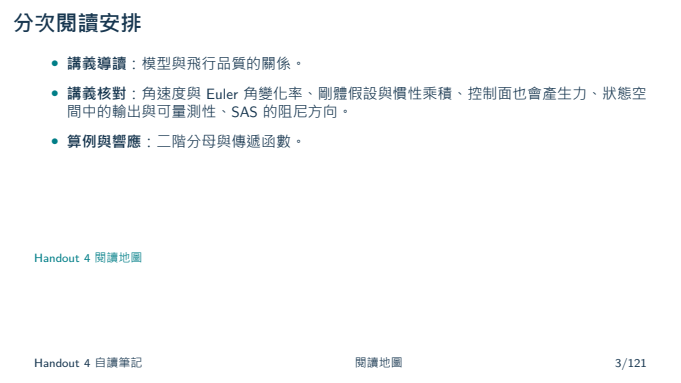 分次閱讀安排
• 講義導讀：模型與飛行品質的關係。
• 講義核對：角速度與 Euler 角變化率、剛體假設與慣性乘積、控制面也會產生力、狀態空
間中的輸出與可量測性、SAS 的阻尼方向。
• 算例與響應：二階分母與傳遞函數。
Handout 4 閱讀地圖
Handout 4 自讀筆記 閱讀地圖 3/121